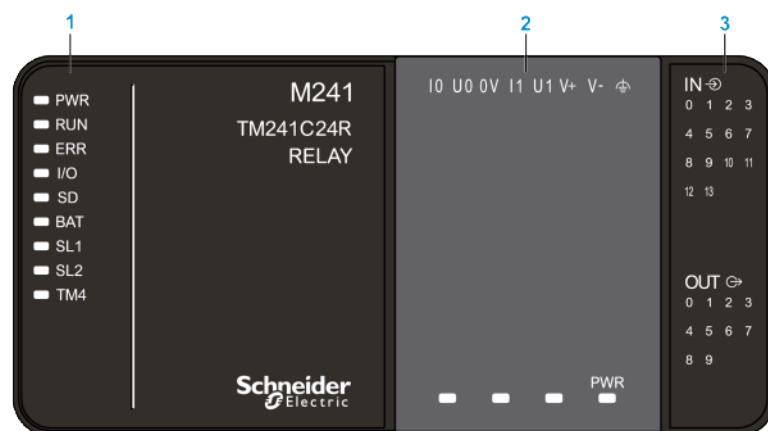 1
2
3
PWR
RUN
ERR
I/O
SD
BAT
SL1
SL2
TM4
M241
TM241C24R
RELAY
Schneider
Electric
I0 U0 0V I1 U1 V+ V-
PWR
IN
0 1 2 3
4 5 6 7
8 9 10 11
12 13
OUT
0 1 2 3
4 5 6 7
8 9